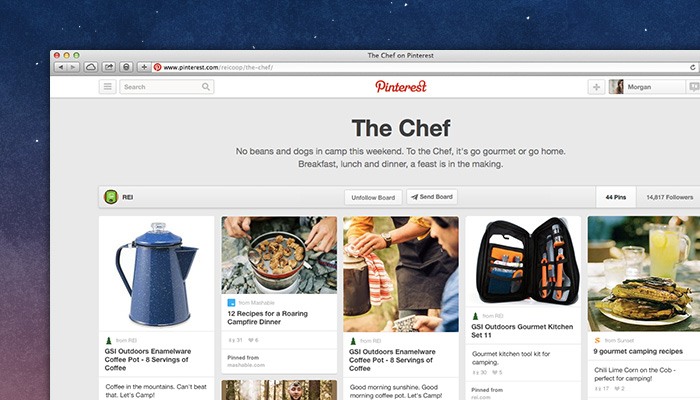 The Chef on Pinterest
www.pinterest.com/reicoop/the-chef/
Search
Pinterest
Morgan
The Chef
No beans and dogs in camp this weekend. To the Chef, it's go gourmet or go home.
Breakfast, lunch and dinner, a feast is in the making.
REI
Unfollow Board
Send Board
44 Pins
14,817 Followers
from REI
GSI Outdoors Enamelware
Coffee Pot - 8 Servings of
Coffee
Coffee in the mountains. Can't beat
that. Let's Camp!
from Mashable
12 Recipes for a Roaring
Campfire Dinner
31
6
Pinned from
mashable.com
from REI
GSI Outdoors Enamelware
Coffee Pot - 8 Servings of
Coffee
Good morning sunshine. Good
morning coffee. Let's Camp!
from REI
GSI Outdoors Gourmet Kitchen
Set 11
Gourmet kitchen tool kit for
camping.
30
5
Pinned from
rei.com
from Sunset
9 gourmet camping recipes
Chili Lime Corn on the Cob -
perfect for camping!
17
2